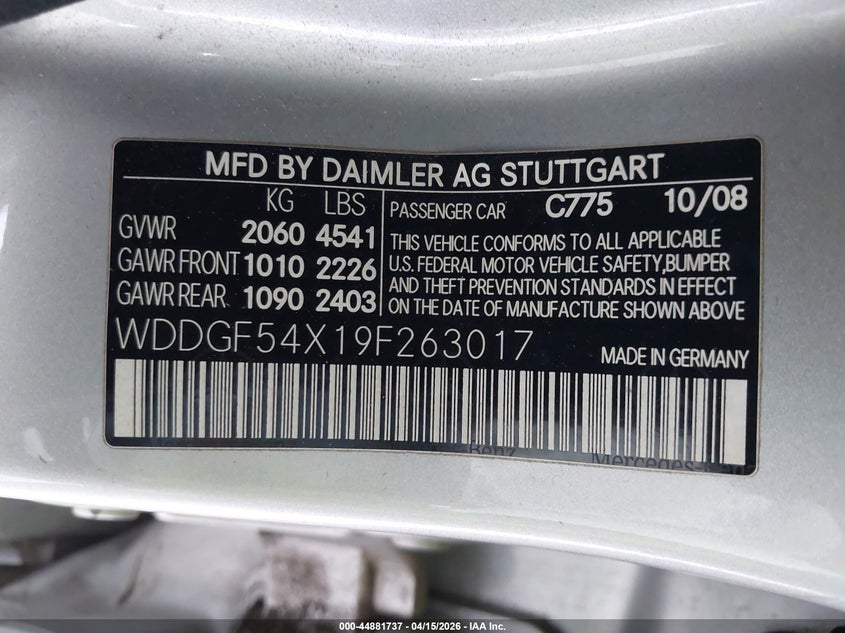 MFD BY DAIMLER AG STUTTGART
KG LBS
GVWR 2060 4541
GAWR FRONT 1010 2226
GAWR REAR 1090 2403
PASSENGER CAR C775 10/08
THIS VEHICLE CONFORMS TO ALL APPLICABLE
U.S. FEDERAL MOTOR VEHICLE SAFETY,BUMPER
AND THEFT PREVENTION STANDARDS IN EFFECT
ON THE DATE OF MANUFACTURE SHOWN ABOVE
WDDGF54X19F263017 MADE IN GERMANY
Benz
000-44881737 - 04/15/2026 - IAA Inc.